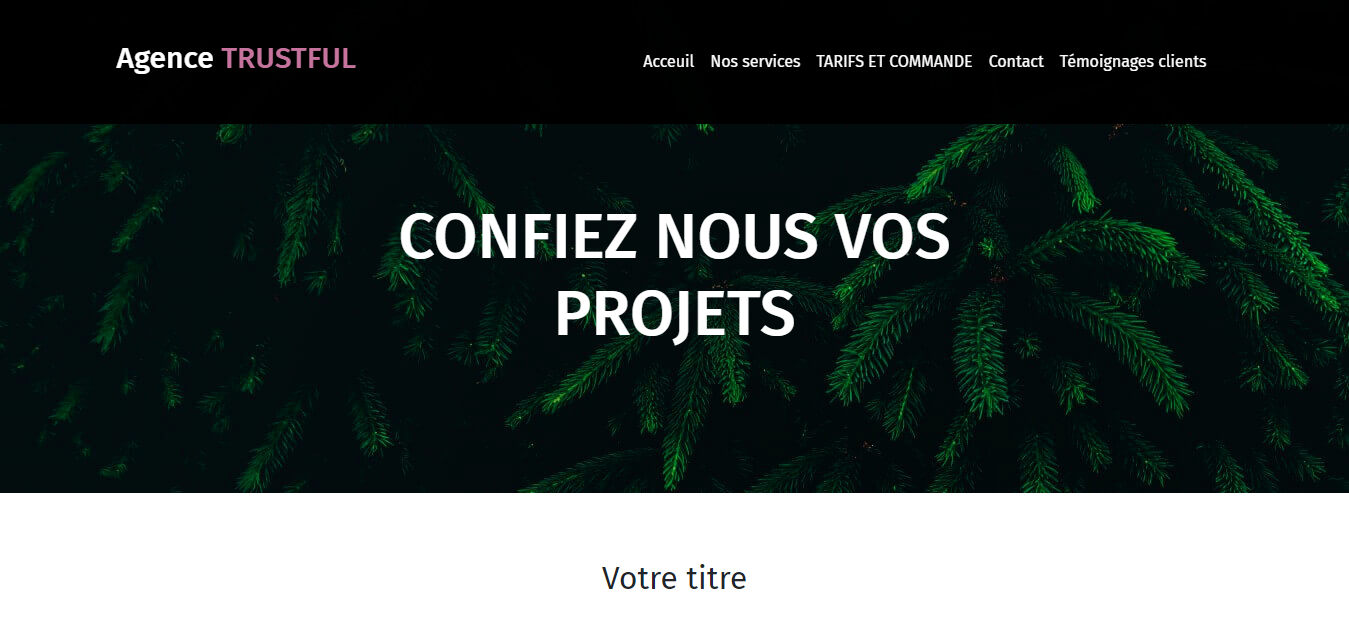 Agence TRUSTFUL
Acceuil Nos services TARIFS ET COMMANDE Contact Témoignages clients
CONFIEZ NOUS VOS
PROJETS
Votre titre